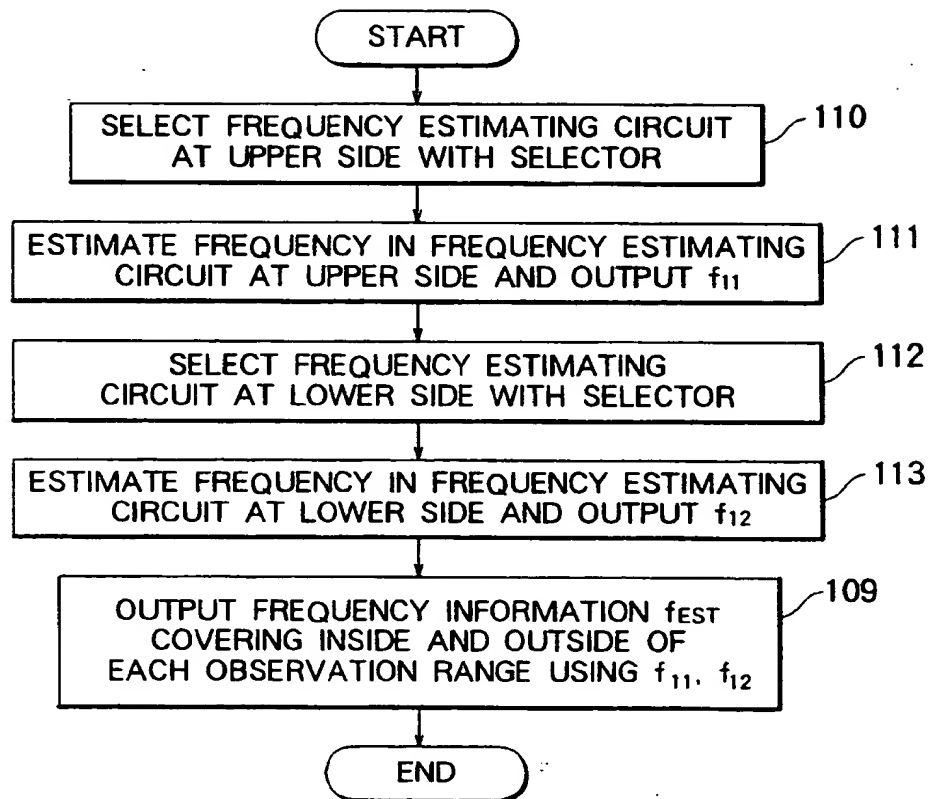 START
SELECT FREQUENCY ESTIMATING CIRCUIT
AT UPPER SIDE WITH SELECTOR
110
ESTIMATE FREQUENCY IN FREQUENCY ESTIMATING
CIRCUIT AT UPPER SIDE AND OUTPUT f11
111
SELECT FREQUENCY ESTIMATING
CIRCUIT AT LOWER SIDE WITH SELECTOR
112
ESTIMATE FREQUENCY IN FREQUENCY ESTIMATING
CIRCUIT AT LOWER SIDE AND OUTPUT f12
113
OUTPUT FREQUENCY INFORMATION fEST
COVERING INSIDE AND OUTSIDE OF
EACH OBSERVATION RANGE USING f11, f12
109
END